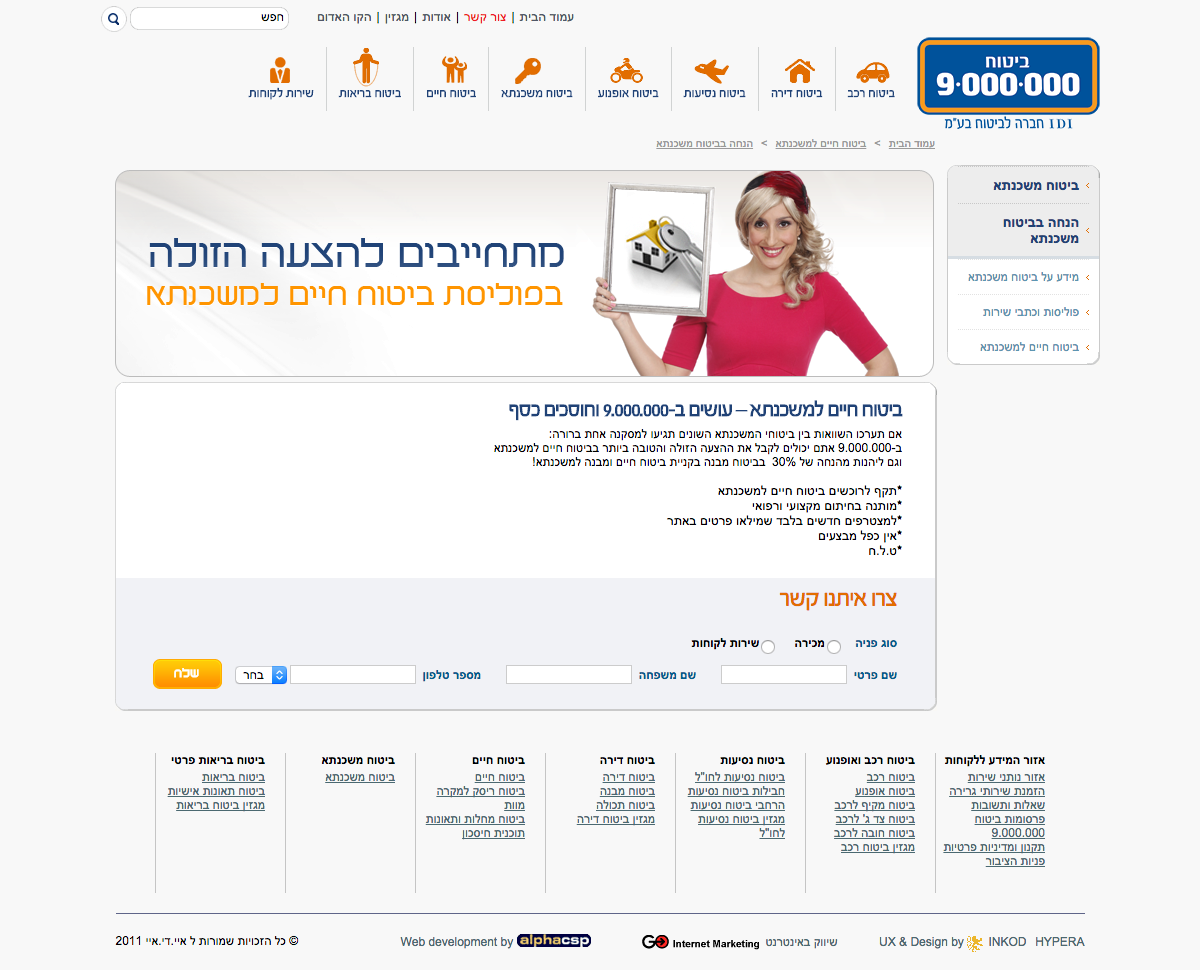 עמוד הבית | צור קשר | אודות | מגזין | הקו האדום
חפש
ביטוח
9·000·000
IDI חברה לביטוח בע"מ
ביטוח רכב
ביטוח דירה
ביטוח נסיעות
ביטוח אופנוע
ביטוח משכנתא
ביטוח חיים
ביטוח בריאות
שירות לקוחות
עמוד הבית > ביטוח חיים למשכנתא > הנחה בביטוח משכנתא
ביטוח משכנתא
הנחה בביטוח
משכנתא
מידע על ביטוח משכנתא
פוליסות וכתבי שירות
ביטוח חיים למשכנתא
מתחייבים להצעה הזולה
בפוליסת ביטוח חיים למשכנתא
ביטוח חיים למשכנתא – עושים ב-9.000.000 וחוסכים כסף
אם תערכו השוואות בין ביטוחי המשכנתא השונים תגיעו למסקנה אחת ברורה:
ב-9.000.000 אתם יכולים לקבל את ההצעה הזולה והטובה ביותר בביטוח חיים למשכנתא
וגם ליהנות מהנחה של 30% בביטוח מבנה בקניית ביטוח חיים ומבנה למשכנתא!
*תקף לרוכשים ביטוח חיים למשכנתא
*מותנה בחיתום מקצועי ורפואי
*למצטרפים חדשים בלבד שמילאו פרטים באתר
*אין כפל מבצעים
*ט.ל.ח
צרו איתנו קשר
סוג פניה מכירה שירות לקוחות
שם פרטי שם משפחה מספר טלפון בחר שלח
אזור המידע ללקוחות
אזור נותני שירות
הזמנת שירותי גרירה
שאלות ותשובות
פרסומות ביטוח
9.000.000
תקנון ומדיניות פרטיות
פניות הציבור
ביטוח רכב ואופנוע
ביטוח רכב
ביטוח אופנוע
ביטוח מקיף לרכב
ביטוח צד ג' לרכב
ביטוח חובה לרכב
מגזין ביטוח רכב
ביטוח נסיעות
ביטוח נסיעות לחו"ל
חבילות ביטוח נסיעות
הרחבי ביטוח נסיעות
מגזין ביטוח נסיעות
לחו"ל
ביטוח דירה
ביטוח דירה
ביטוח מבנה
ביטוח תכולה
מגזין ביטוח דירה
ביטוח חיים
ביטוח חיים
ביטוח ריסק למקרה
מוות
ביטוח מחלות ותאונות
תוכנית חיסכון
ביטוח משכנתא
ביטוח משכנתא
ביטוח בריאות פרטי
ביטוח בריאות
ביטוח תאונות אישיות
מגזין ביטוח בריאות
UX & Design by INKOD HYPERA
GO Internet Marketing שיווק באינטרנט
Web development by alphacsp
© כל הזכויות שמורות ל איי.די.איי 2011